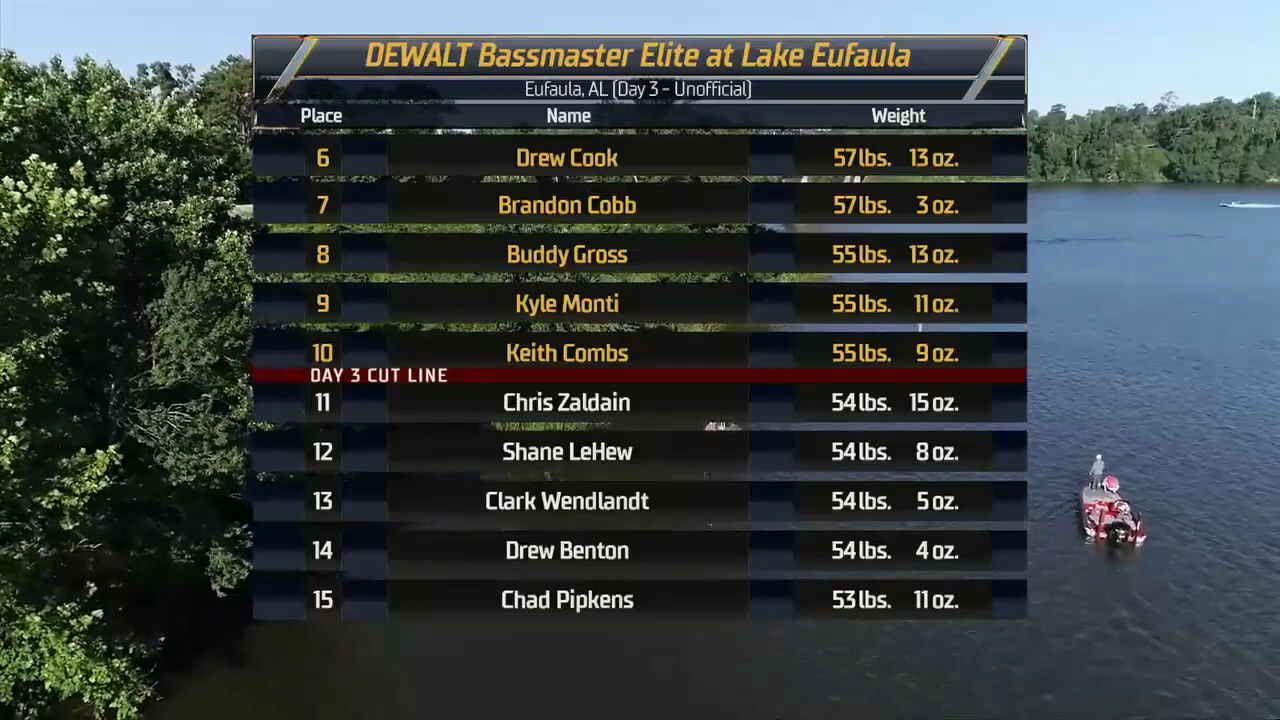 DEWALT Bassmaster Elite at Lake Eufaula
Eufaula, AL (Day 3 - Unofficial)
Place Name Weight
6 Drew Cook 57 lbs. 13 oz.
7 Brandon Cobb 57 lbs. 3 oz.
8 Buddy Gross 55 lbs. 13 oz.
9 Kyle Monti 55 lbs. 11 oz.
10 Keith Combs 55 lbs. 9 oz.
DAY 3 CUT LINE
11 Chris Zaldain 54 lbs. 15 oz.
12 Shane LeHew 54 lbs. 8 oz.
13 Clark Wendlandt 54 lbs. 5 oz.
14 Drew Benton 54 lbs. 4 oz.
15 Chad Pipkens 53 lbs. 11 oz.